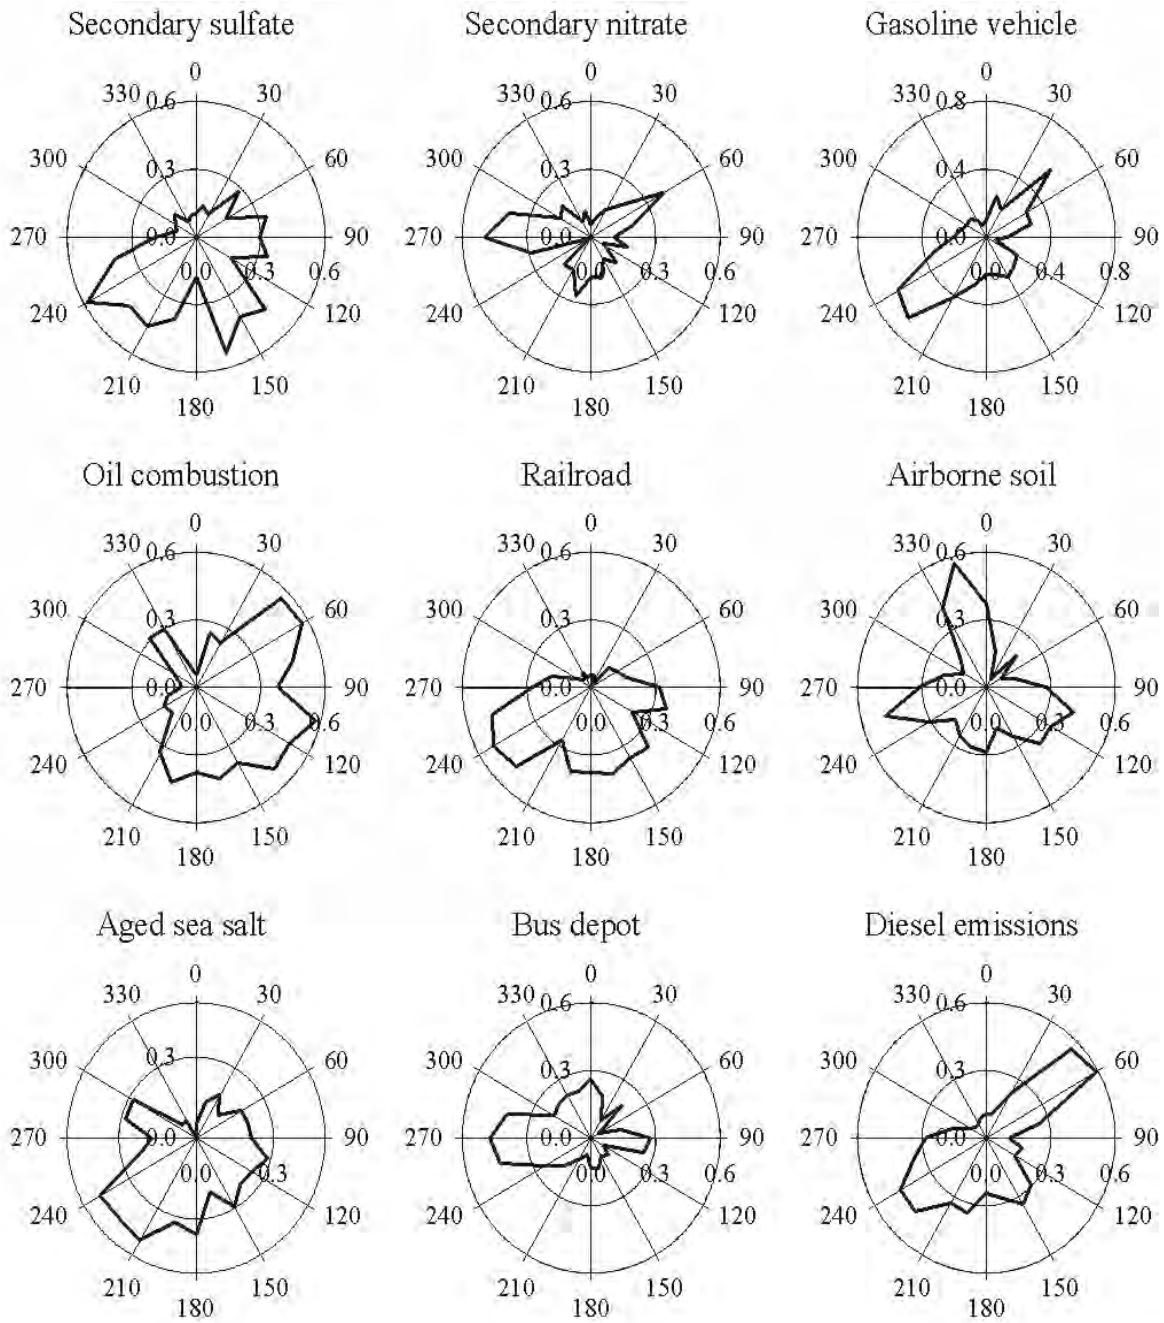 Secondary sulfate Secondary nitrate Gasoline vehicle
0 0 0
330 0.6 30 330 0.6 30 330 0.8 30
300 0.3 60 300 0.3 60 300 0.4 60
270 0.0 90 270 0.0 90 270 0.0 90
0.0 0.3 0.6 0.0 0.3 0.6 0.0 0.4 0.8
240 120 240 120 240 120
210 150 210 150 210 150
180 180 180
Oil combustion Railroad Airborne soil
0 0 0
330 0.6 30 330 0.6 30 330 0.6 30
300 0.3 60 300 0.3 60 300 0.3 60
270 0.0 90 270 0.0 90 270 0.0 90
0.0 0.3 0.6 0.0 0.3 0.6 0.0 0.3 0.6
240 120 240 120 240 120
210 150 210 150 210 150
180 180 180
Aged sea salt Bus depot Diesel emissions
0 0 0
330 30 330 0.6 30 330 0.6 30
300 0.3 60 300 0.3 60 300 0.3 60
270 0.0 90 270 0.0 90 270 0.0 90
0.0 0.3 0.0 0.3 0.6 0.0 0.3 0.6
240 120 240 120 240 120
210 150 210 150 210 150
180 180 180